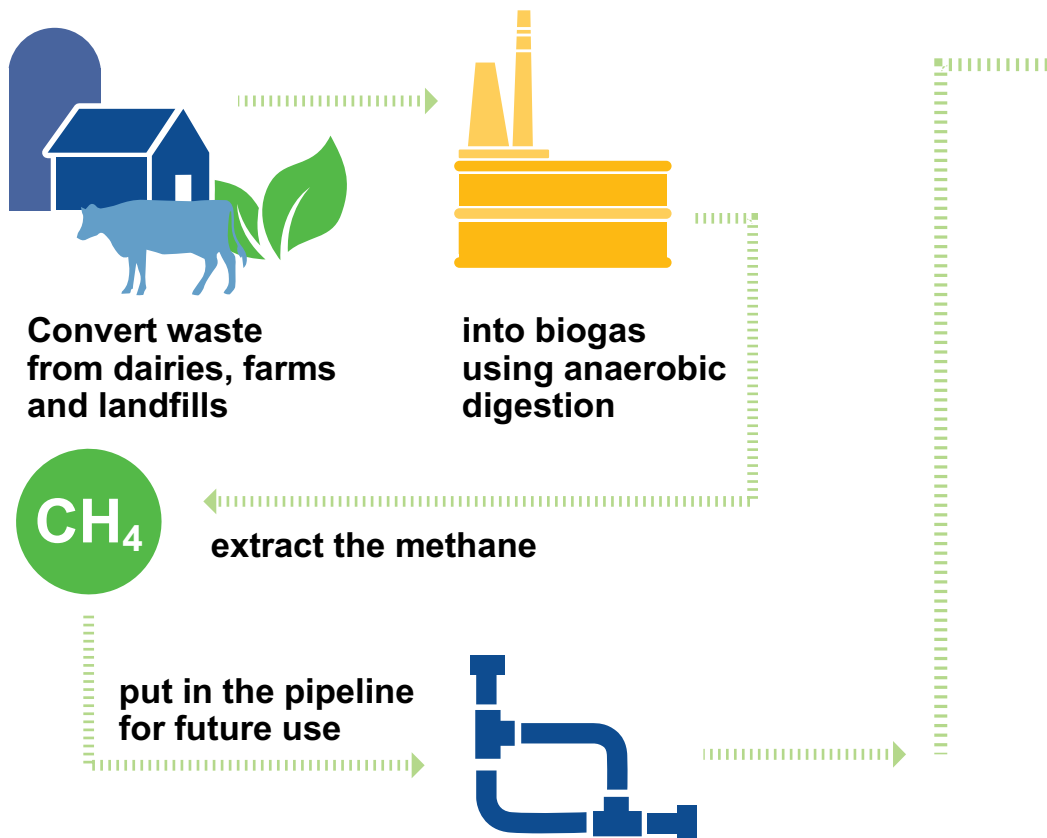 Convert waste
from dairies, farms
and landfills
into biogas
using anaerobic
digestion
CH₄
extract the methane
put in the pipeline
for future use